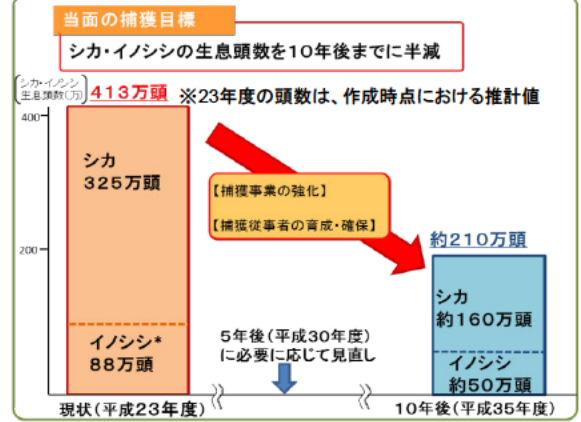 当面の捕獲目標
シカ・イノシシの生息頭数を10年後までに半減
シカ・イノシシ
生息頭数(万)
413万頭
※23年度の頭数は、作成時点における推計値
400
シカ
325万頭
【捕獲事業の強化】
【捕獲従事者の育成・確保】
約210万頭
200
シカ
約160万頭
イノシシ*
88万頭
5年後(平成30年度)
に必要に応じて見直し
イノシシ
約50万頭
現状(平成23年度)
10年後(平成35年度)